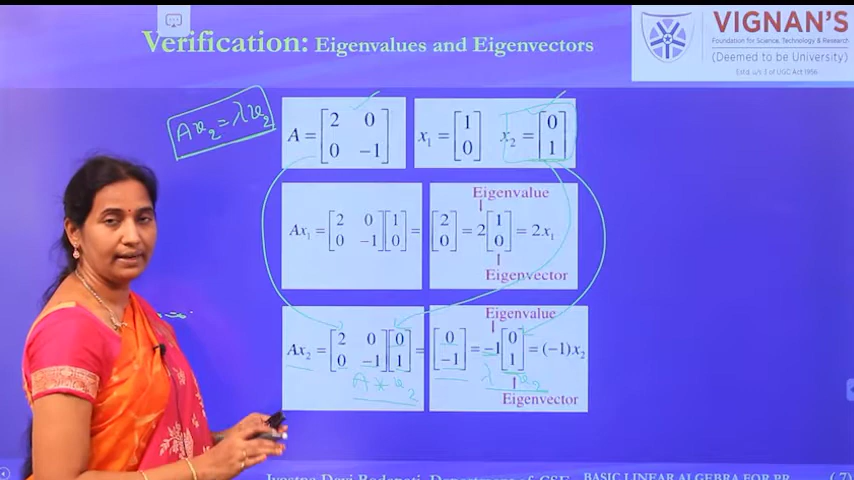 Verification: Eigenvalues and Eigenvectors
VIGNAN'S
Foundation for Science, Technology & Research
(Deemed to be University)
Estd. u/s 3 of UGC Act 1956
Ax₂ = λx₂
A = [2 0; 0 −1]
x₁ = [1; 0] x₂ = [0; 1]
Eigenvalue
Ax₁ = [2 0; 0 −1][1; 0] = [2; 0] = 2[1; 0] = 2x₁
Eigenvector
Eigenvalue
Ax₂ = [2 0; 0 −1][0; 1] = [0; −1] = −1[0; 1] = (−1)x₂
A * x₂ λ x₂
Eigenvector
BASIC LINEAR ALGEBRA FOR PR
(7)